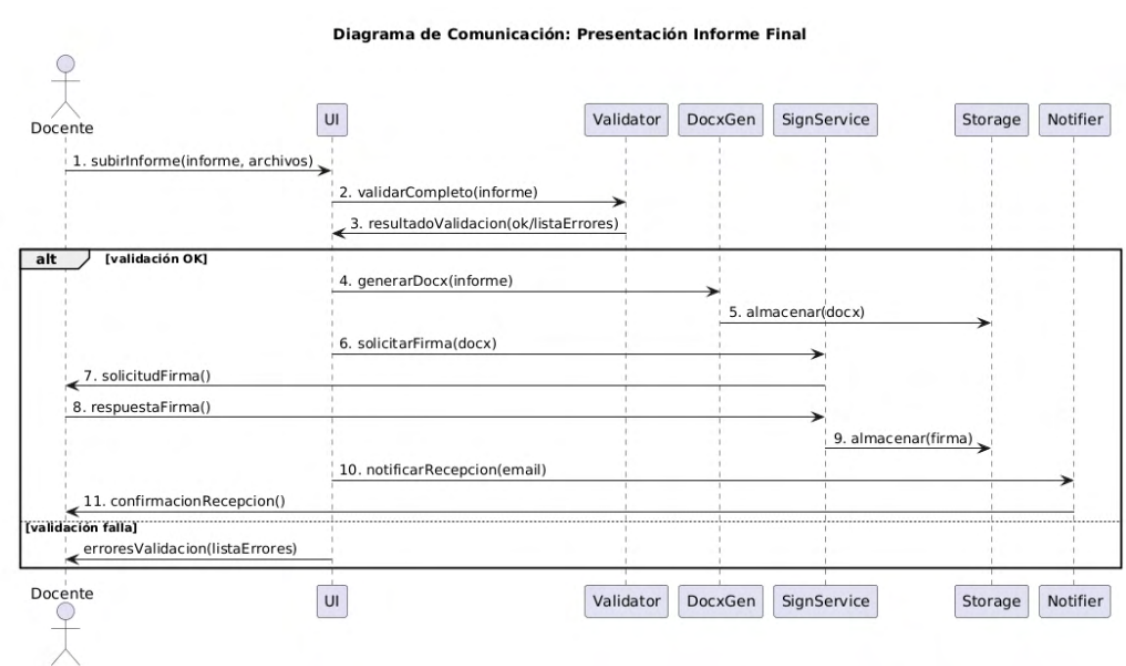 Diagrama de Comunicación: Presentación Informe Final
Docente
UI
Validator
DocxGen
SignService
Storage
Notifier
1. subirInforme(informe, archivos)
2. validarCompleto(informe)
3. resultadoValidacion(ok/listaErrores)
alt
[validación OK]
4. generarDocx(informe)
5. almacenar(docx)
6. solicitarFirma(docx)
7. solicitudFirma()
8. respuestaFirma()
9. almacenar(firma)
10. notificarRecepcion(email)
11. confirmacionRecepcion()
[validación falla]
erroresValidacion(listaErrores)
Docente
UI
Validator
DocxGen
SignService
Storage
Notifier